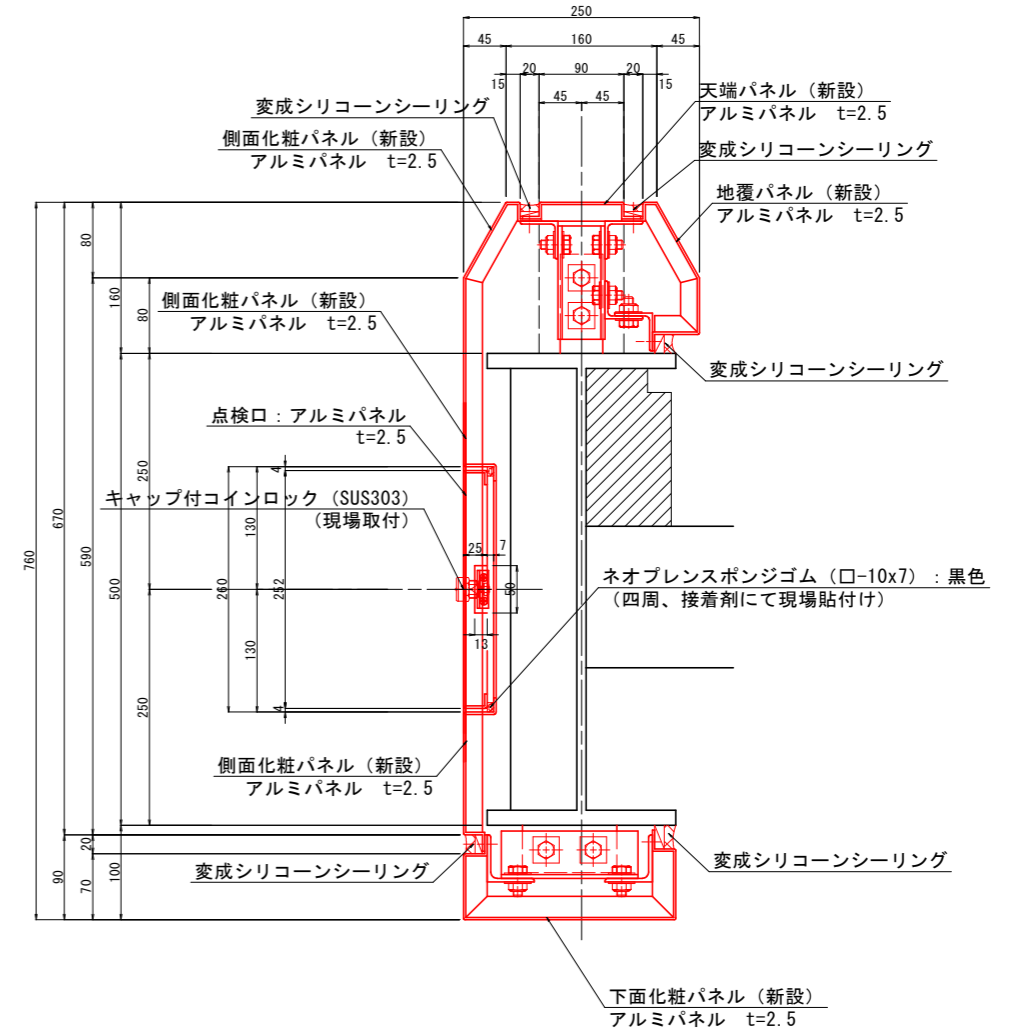 250
45
160
45
20
90
20
15
15
45
45
変成シリコーンシーリング
天端パネル（新設）
アルミパネル　t=2.5
側面化粧パネル（新設）
アルミパネル　t=2.5
変成シリコーンシーリング
地覆パネル（新設）
アルミパネル　t=2.5
80
160
80
側面化粧パネル（新設）
アルミパネル　t=2.5
変成シリコーンシーリング
点検口：アルミパネル
t=2.5
4
250
キャップ付コインロック（SUS303）
（現場取付）
670
130
25
7
760
590
500
260
252
50
ネオプレンスポンジゴム（ロ-10x7）：黒色
（四周、接着剤にて現場貼付け）
130
13
250
4
側面化粧パネル（新設）
アルミパネル　t=2.5
20
90
70
100
変成シリコーンシーリング
変成シリコーンシーリング
下面化粧パネル（新設）
アルミパネル　t=2.5